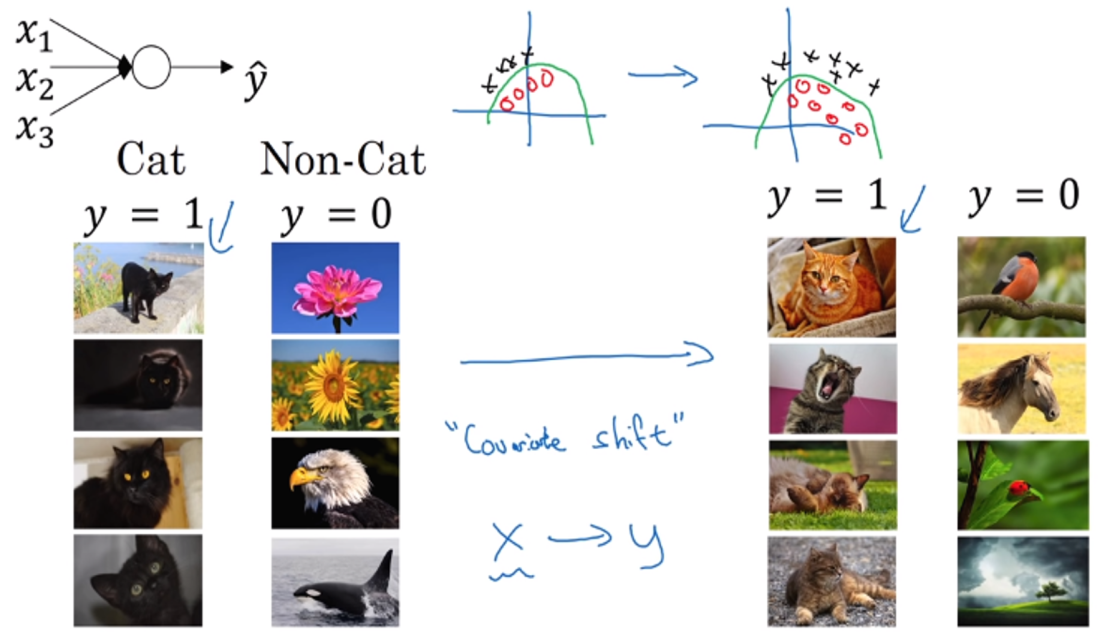 x₁
x₂
x₃
ŷ
Cat Non-Cat
y = 1 y = 0
y = 1 y = 0
"Covariate shift"
x → y